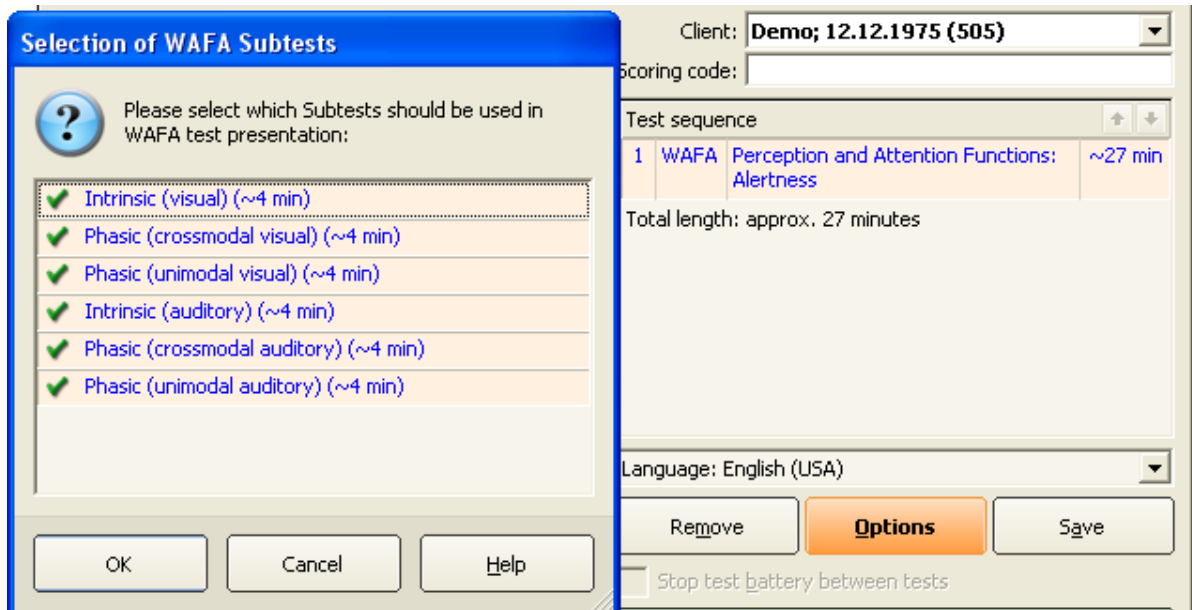 Selection of WAFA Subtests
Please select which Subtests should be used in
WAFA test presentation:
Intrinsic (visual) (~4 min)
Phasic (crossmodal visual) (~4 min)
Phasic (unimodal visual) (~4 min)
Intrinsic (auditory) (~4 min)
Phasic (crossmodal auditory) (~4 min)
Phasic (unimodal auditory) (~4 min)
OK Cancel Help
Client: Demo; 12.12.1975 (505)
Scoring code:
Test sequence
1 WAFA Perception and Attention Functions: ~27 min
Alertness
Total length: approx. 27 minutes
Language: English (USA)
Remove Options Save
Stop test battery between tests